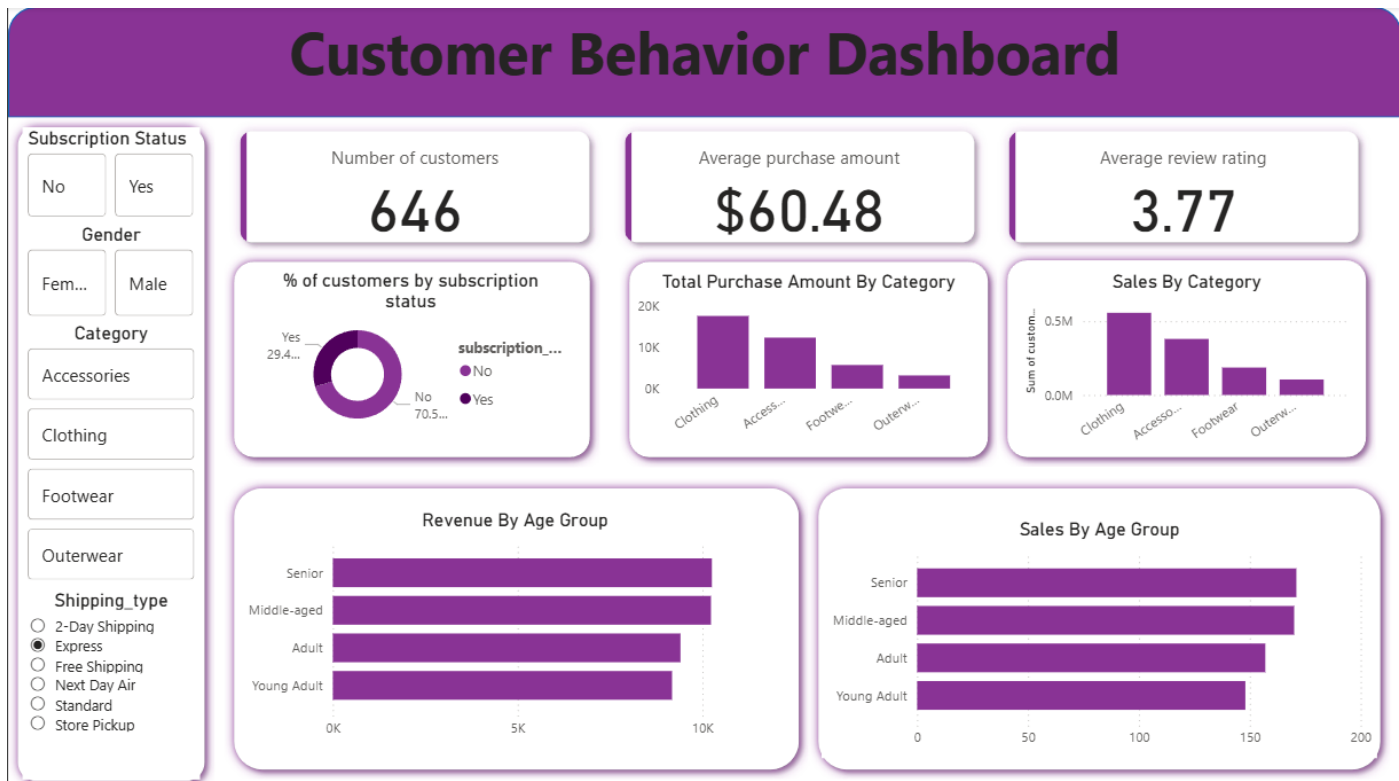 Customer Behavior Dashboard
Subscription Status
No
Yes
Gender
Fem...
Male
Category
Accessories
Clothing
Footwear
Outerwear
Shipping_type
2-Day Shipping
Express
Free Shipping
Next Day Air
Standard
Store Pickup
Number of customers
646
Average purchase amount
$60.48
Average review rating
3.77
% of customers by subscription
status
Yes
29.4...
No
70.5...
subscription_...
No
Yes
Total Purchase Amount By Category
20K
10K
0K
Clothing
Access...
Footwe...
Outerw...
Sales By Category
Sum of custom...
0.5M
0.0M
Clothing
Accesso...
Footwear
Outerw...
Revenue By Age Group
Senior
Middle-aged
Adult
Young Adult
0K
5K
10K
Sales By Age Group
Senior
Middle-aged
Adult
Young Adult
0
50
100
150
200